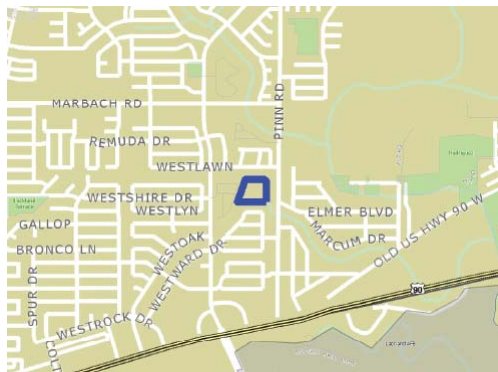 MARBACH RD
PINN RD
REMUDA DR
WESTLAWN
WESTSHIRE DR
WESTLYN
ELMER BLVD
GALLOP
MARCUM DR
BRONCO LN
WESTOAK
WESTWARD DR
OLD US HWY 90 W
SPUR DR
90
WESTROCK DR
COLT